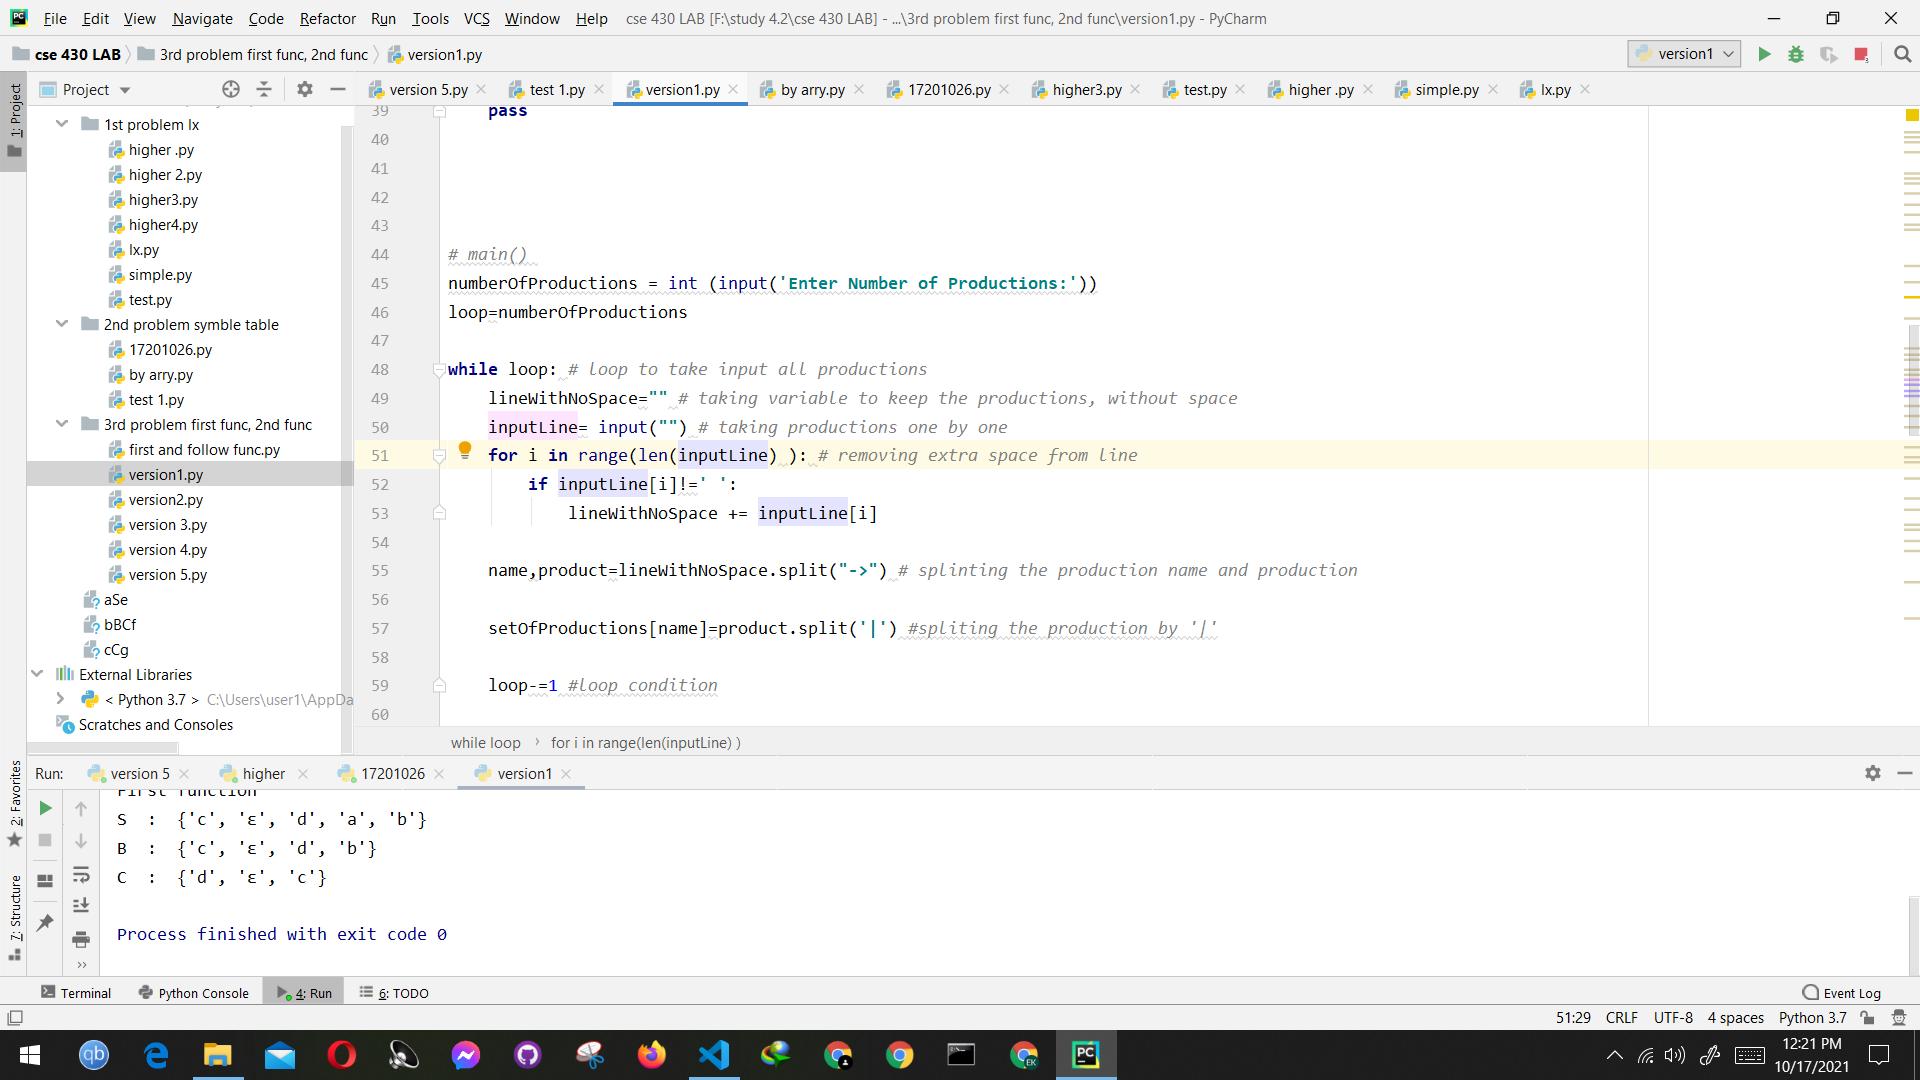 File Edit View Navigate Code Refactor Run Tools VCS Window Help cse 430 LAB [F:\study 4.2\cse 430 LAB] - ...\3rd problem first func, 2nd func\version1.py - PyCharm
cse 430 LAB 3rd problem first func, 2nd func version1.py version1
1: Project
Project
version 5.py test 1.py version1.py by arry.py 17201026.py higher3.py test.py higher .py simple.py lx.py
1st problem lx
higher .py
higher 2.py
higher3.py
higher4.py
lx.py
simple.py
test.py
2nd problem symble table
17201026.py
by arry.py
test 1.py
3rd problem first func, 2nd func
first and follow func.py
version1.py
version2.py
version 3.py
version 4.py
version 5.py
aSe
bBCf
cCg
External Libraries
< Python 3.7 > C:\Users\user1\AppDa
Scratches and Consoles
39 pass
40
41
42
43
44 # main()
45 numberOfProductions = int (input('Enter Number of Productions:'))
46 loop=numberOfProductions
47
48 while loop: # loop to take input all productions
49 lineWithNoSpace="" # taking variable to keep the productions, without space
50 inputLine= input("") # taking productions one by one
51 for i in range(len(inputLine) ): # removing extra space from line
52 if inputLine[i]!=' ':
53 lineWithNoSpace += inputLine[i]
54
55 name,product=lineWithNoSpace.split("->") # splinting the production name and production
56
57 setOfProductions[name]=product.split('|') #spliting the production by '|'
58
59 loop-=1 #loop condition
60
while loop › for i in range(len(inputLine) )
2: Favorites
7: Structure
Run: version 5 higher 17201026 version1
First function
S : {'c', 'ε', 'd', 'a', 'b'}
B : {'c', 'ε', 'd', 'b'}
C : {'d', 'ε', 'c'}
Process finished with exit code 0
Terminal Python Console 4: Run 6: TODO Event Log
51:29 CRLF UTF-8 4 spaces Python 3.7
12:21 PM
10/17/2021